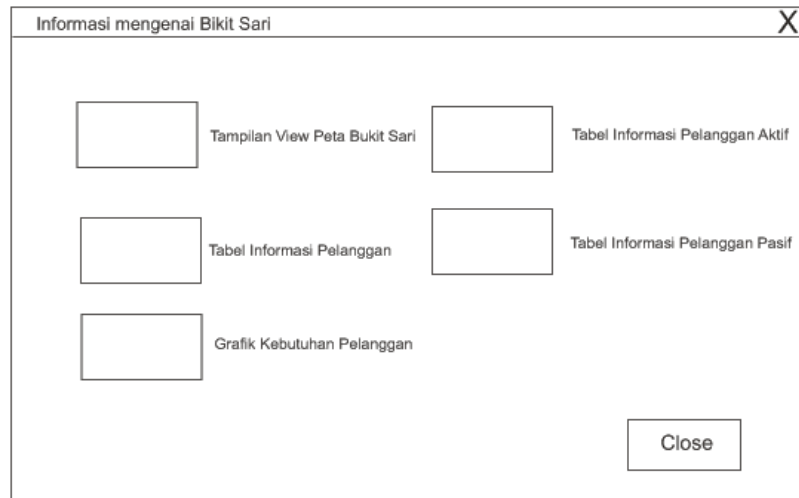 Informasi mengenai Bikit Sari
X
Tampilan View Peta Bukit Sari
Tabel Informasi Pelanggan Aktif
Tabel Informasi Pelanggan
Tabel Informasi Pelanggan Pasif
Grafik Kebutuhan Pelanggan
Close